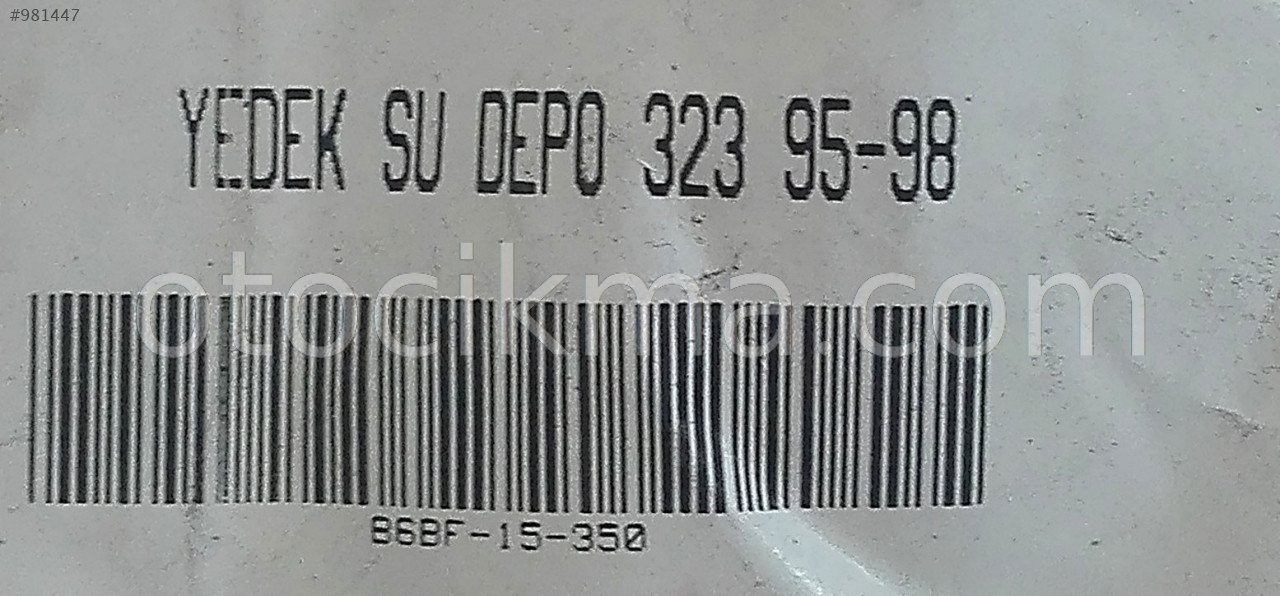 #981447
YEDEK SU DEPO 323 95-98
otocikma.com
B6BF-15-350